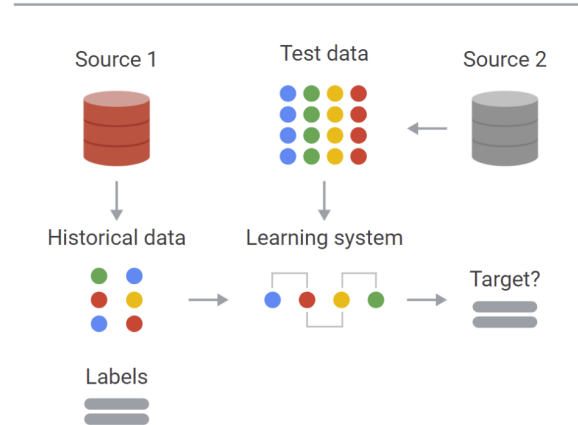 Source 1
Test data
Source 2
Historical data
Learning system
Target?
Labels